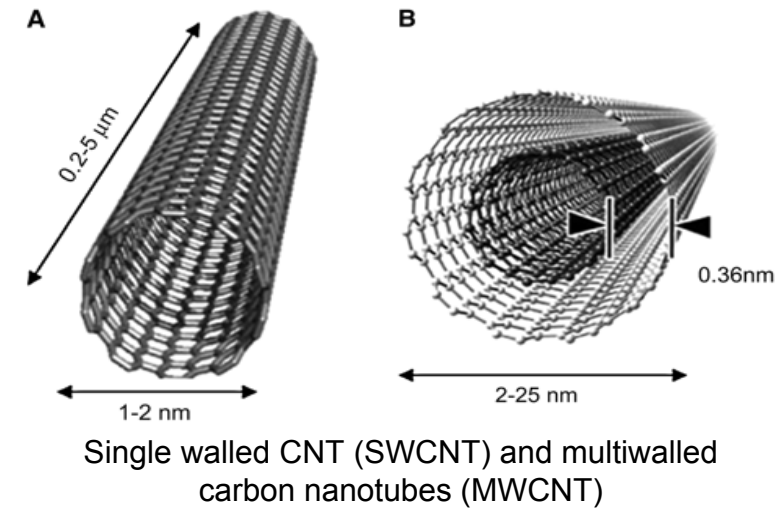 A
B
0.2-5 μm
0.36nm
1-2 nm
2-25 nm
Single walled CNT (SWCNT) and multiwalled
carbon nanotubes (MWCNT)